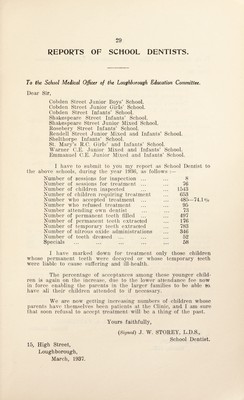 29
REPORTS OF SCHOOL DENTISTS.
To the School Medical Officer of the Loughborough Education Committee.
Dear Sir,
Cobden Street Junior Boys' School.
Cobden Street Junior Girls' School.
Cobden Street Infants' School.
Shakespeare Street Infants' School.
Shakespeare Street Junior Mixed School.
Rosebery Street Infants' School.
Rendell Street Junior Mixed and Infants' School.
Shelthorpe Infants' School.
St. Mary's R.C. Girls' and Infants' School.
Warner C.E. Junior Mixed and Infants' School.
Emmanuel C.E. Junior Mixed and Infants' School.
I have to submit to you my report as School Dentist to
the above schools, during the year 1936, as follows :—
Number of sessions for inspection ... ... 8
Number of sessions for treatment ... ... 76
Number of children inspected ... ... 1543
Number of children requiring treatment ... 653
Number who accepted treatment ... 485—74.1%
Number who refused treatment ... ... 95
Number attending own dentist ... ... 73
Number of permanent teeth filled ... ... 497
Number of permanent teeth extracted ... 176
Number of temporary teeth extracted ... 782
Number of nitrous oxide administrations ... 346
Number of teeth dressed ... ... ... 52
Specials ... ... ... ... ... 58
I have marked down for treatment only those children
whose permanent teeth were decayed or whose temporary teeth
were liable to cause suffering and ill-health.
The percentage of acceptances among these younger child-
ren is again on the increase, due to the lower attendance fee now
in force enabling the parents in the larger families to be able to
have all their children attended to if necessary.
We are now getting increasing numbers of children whose
parents have themselves been patients at the Clinic, and I am sure
that soon refusal to accept treatment will be a thing of the past.
Yours faithfully,
(Signed) J. W. STOREY, L.D.S.,
School Dentist.
15, High Street,
Loughborough,
March, 1937.